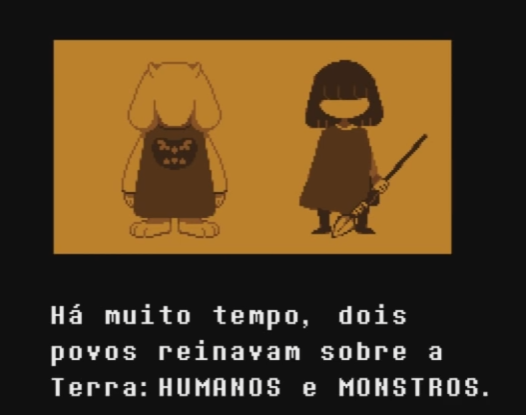 Há muito tempo, dois
povos reinavam sobre a
Terra: HUMANOS e MONSTROS.